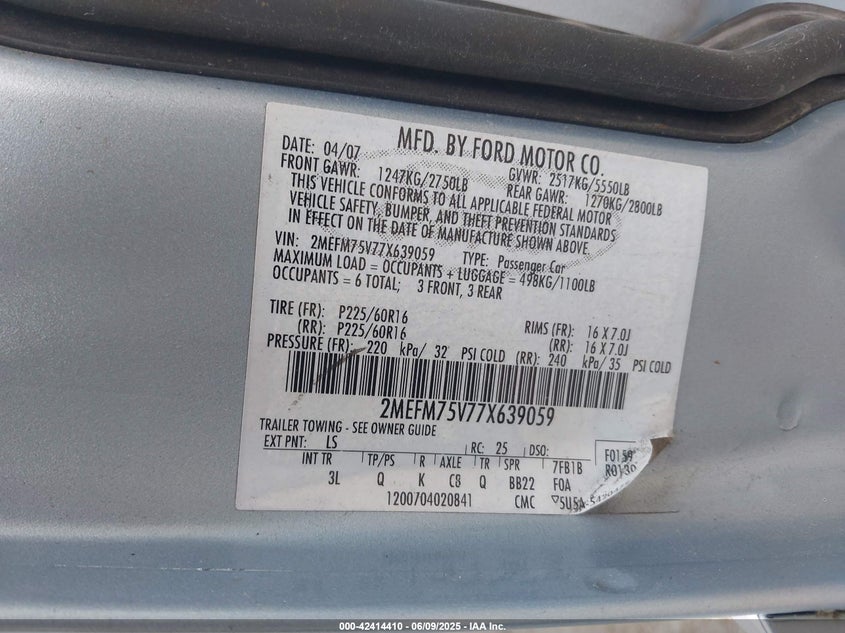 MFD. BY FORD MOTOR CO.
DATE: 04/07 GVWR: 2517KG/5550LB
FRONT GAWR: 1247KG/2750LB REAR GAWR: 1270KG/2800LB
THIS VEHICLE CONFORMS TO ALL APPLICABLE FEDERAL MOTOR
VEHICLE SAFETY, BUMPER, AND THEFT PREVENTION STANDARDS
IN EFFECT ON THE DATE OF MANUFACTURE SHOWN ABOVE
VIN: 2MEFM75V77X639059 TYPE: Passenger Car
MAXIMUM LOAD = OCCUPANTS + LUGGAGE = 498KG/1100LB
OCCUPANTS = 6 TOTAL; 3 FRONT, 3 REAR
TIRE (FR): P225/60R16 RIMS (FR): 16 X 7.0J
(RR): P225/60R16 (RR): 16 X 7.0J
PRESSURE (FR): 220 kPa/ 32 PSI COLD (RR): 240 kPa/ 35 PSI COLD
2MEFM75V77X639059
TRAILER TOWING - SEE OWNER GUIDE
EXT PNT: LS RC: 25 DSO: F0159
INT TR TP/PS R AXLE TR SPR 7FB1B R0130
3L Q K C8 Q BB22 FOA
1200704020841 CMC
000-42414410 - 06/09/2025 - IAA Inc.